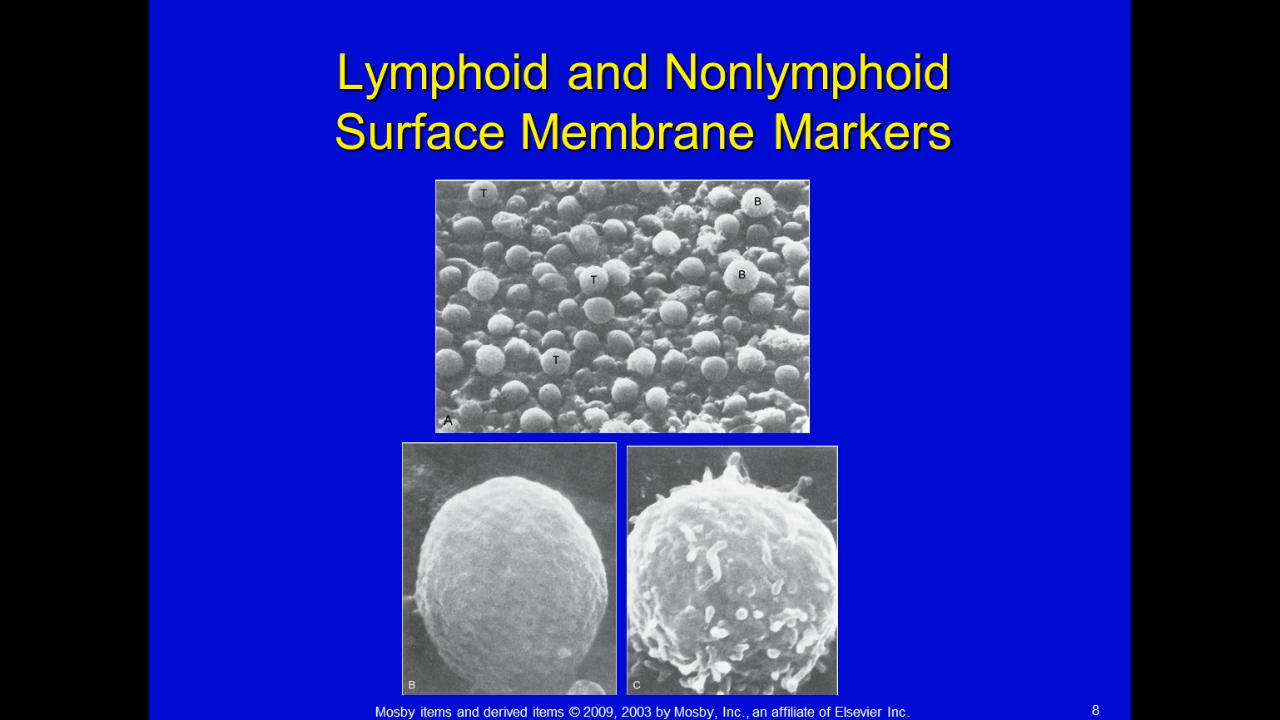 Lymphoid and Nonlymphoid
Surface Membrane Markers
T
B
T
B
T
A
B
C
Mosby items and derived items © 2009, 2003 by Mosby, Inc., an affiliate of Elsevier Inc.
8